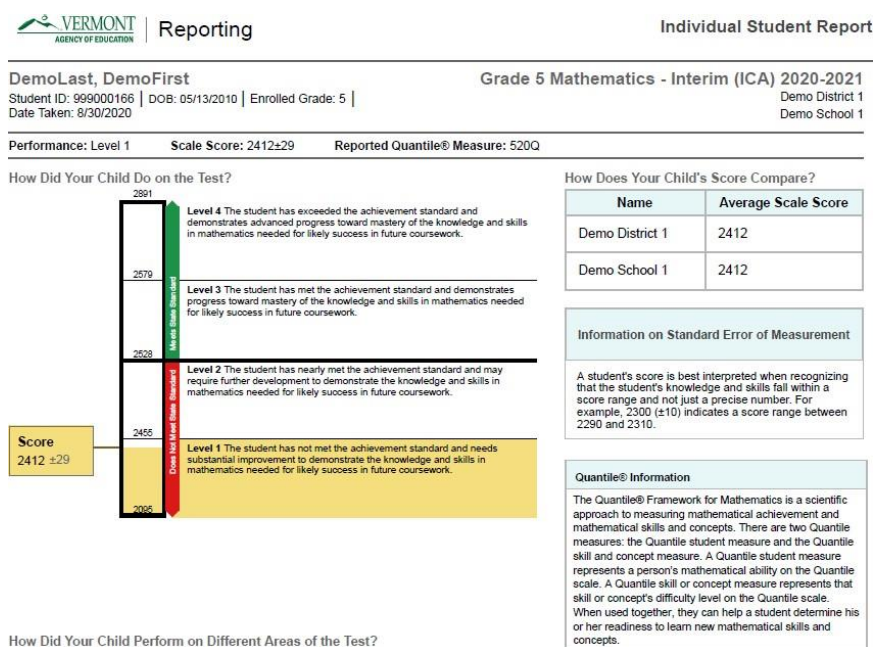 VERMONT
AGENCY OF EDUCATION
Reporting
Individual Student Report
DemoLast, DemoFirst
Student ID: 999000166 | DOB: 05/13/2010 | Enrolled Grade: 5 |
Date Taken: 8/30/2020
Grade 5 Mathematics - Interim (ICA) 2020-2021
Demo District 1
Demo School 1
Performance: Level 1 Scale Score: 2412±29 Reported Quantile® Measure: 520Q
How Did Your Child Do on the Test?
2891
Level 4 The student has exceeded the achievement standard and
demonstrates advanced progress toward mastery of the knowledge and skills
in mathematics needed for likely success in future coursework.
2579
Level 3 The student has met the achievement standard and demonstrates
progress toward mastery of the knowledge and skills in mathematics needed
for likely success in future coursework.
Meets State Standard
2528
Level 2 The student has nearly met the achievement standard and may
require further development to demonstrate the knowledge and skills in
mathematics needed for likely success in future coursework.
Does Not Meet State Standard
2455
Level 1 The student has not met the achievement standard and needs
substantial improvement to demonstrate the knowledge and skills in
mathematics needed for likely success in future coursework.
2095
Score
2412 ±29
How Does Your Child's Score Compare?
Name Average Scale Score
Demo District 1 2412
Demo School 1 2412
Information on Standard Error of Measurement
A student's score is best interpreted when recognizing
that the student's knowledge and skills fall within a
score range and not just a precise number. For
example, 2300 (±10) indicates a score range between
2290 and 2310.
Quantile® Information
The Quantile® Framework for Mathematics is a scientific
approach to measuring mathematical achievement and
mathematical skills and concepts. There are two Quantile
measures: the Quantile student measure and the Quantile
skill and concept measure. A Quantile student measure
represents a person's mathematical ability on the Quantile
scale. A Quantile skill or concept measure represents that
skill or concept's difficulty level on the Quantile scale.
When used together, they can help a student determine his
or her readiness to learn new mathematical skills and
concepts.
How Did Your Child Perform on Different Areas of the Test?